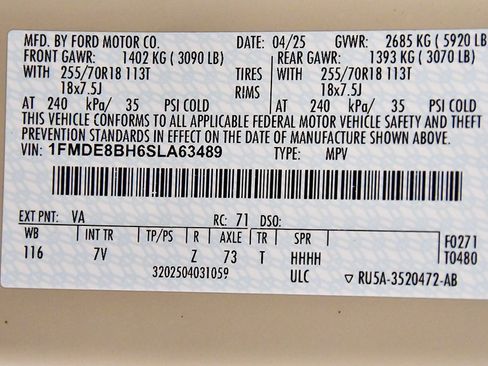 MFD. BY FORD MOTOR CO. DATE: 04/25 GVWR: 2685 KG ( 5920 LB)
FRONT GAWR: 1402 KG ( 3090 LB) REAR GAWR: 1393 KG ( 3070 LB)
WITH 255/70R18 113T TIRES WITH 255/70R18 113T
18x7.5J RIMS 18x7.5J
AT 240 kPa/ 35 PSI COLD AT 240 kPa/ 35 PSI COLD
THIS VEHICLE CONFORMS TO ALL APPLICABLE FEDERAL MOTOR VEHICLE SAFETY AND THEFT
PREVENTION STANDARDS IN EFFECT ON THE DATE OF MANUFACTURE SHOWN ABOVE.
VIN: 1FMDE8BH6SLA63489 TYPE: MPV
EXT PNT: VA RC: 71 DSO:
WB INT TR TP/PS R AXLE TR SPR F0271
116 7V Z 73 T HHHH T0480
3202504031059 ULC ▽ RU5A-3520472-AB